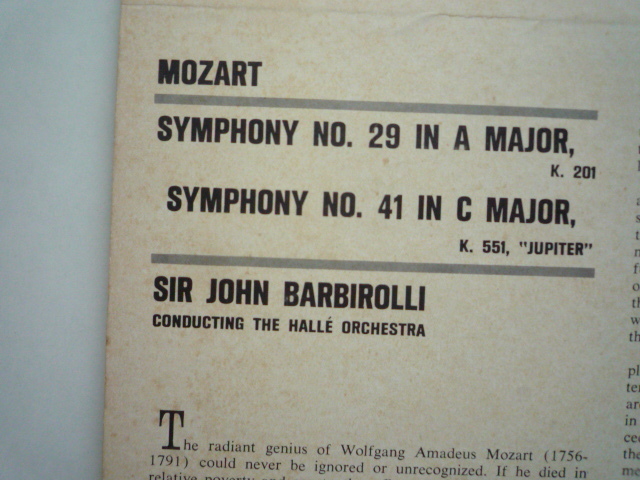 MOZART
SYMPHONY NO. 29 IN A MAJOR,
K. 201
SYMPHONY NO. 41 IN C MAJOR,
K. 551, "JUPITER"
SIR JOHN BARBIROLLI
CONDUCTING THE HALLÉ ORCHESTRA
The radiant genius of Wolfgang Amadeus Mozart (1756-
1791) could never be ignored or unrecognized. If he died in
relative poverty